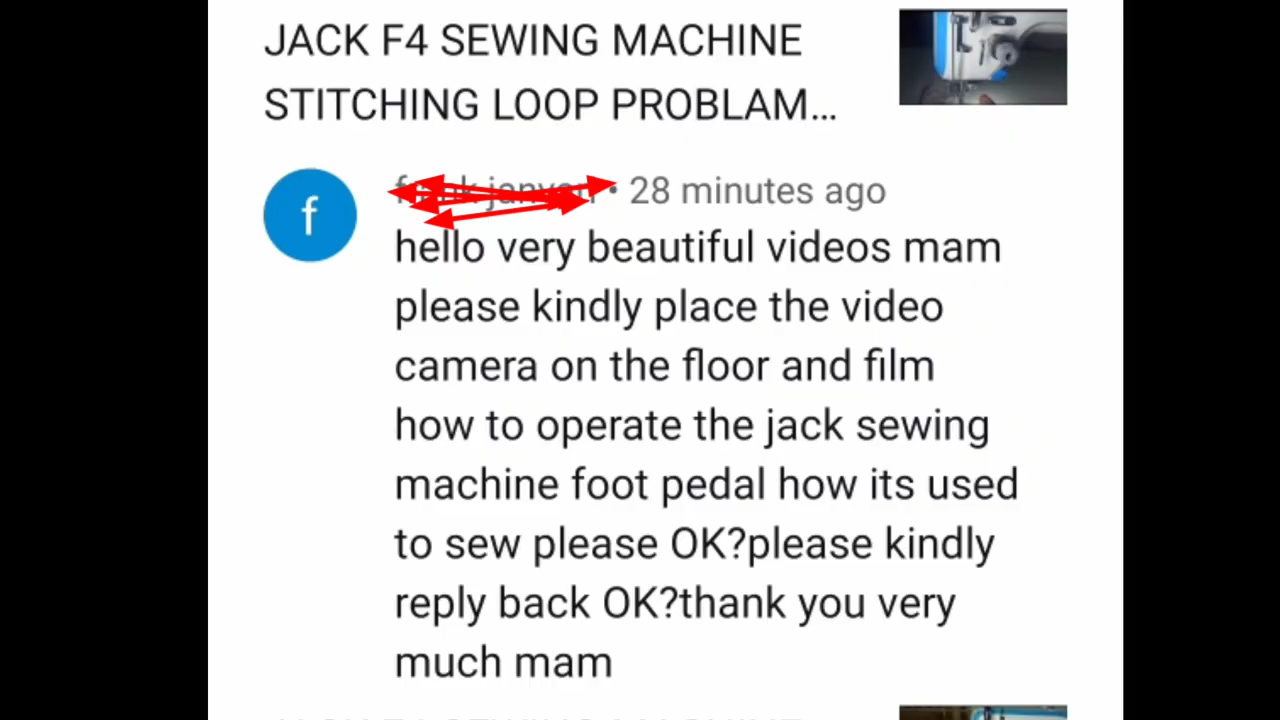 JACK F4 SEWING MACHINE
STITCHING LOOP PROBLAM...
f
• 28 minutes ago
hello very beautiful videos mam
please kindly place the video
camera on the floor and film
how to operate the jack sewing
machine foot pedal how its used
to sew please OK?please kindly
reply back OK?thank you very
much mam